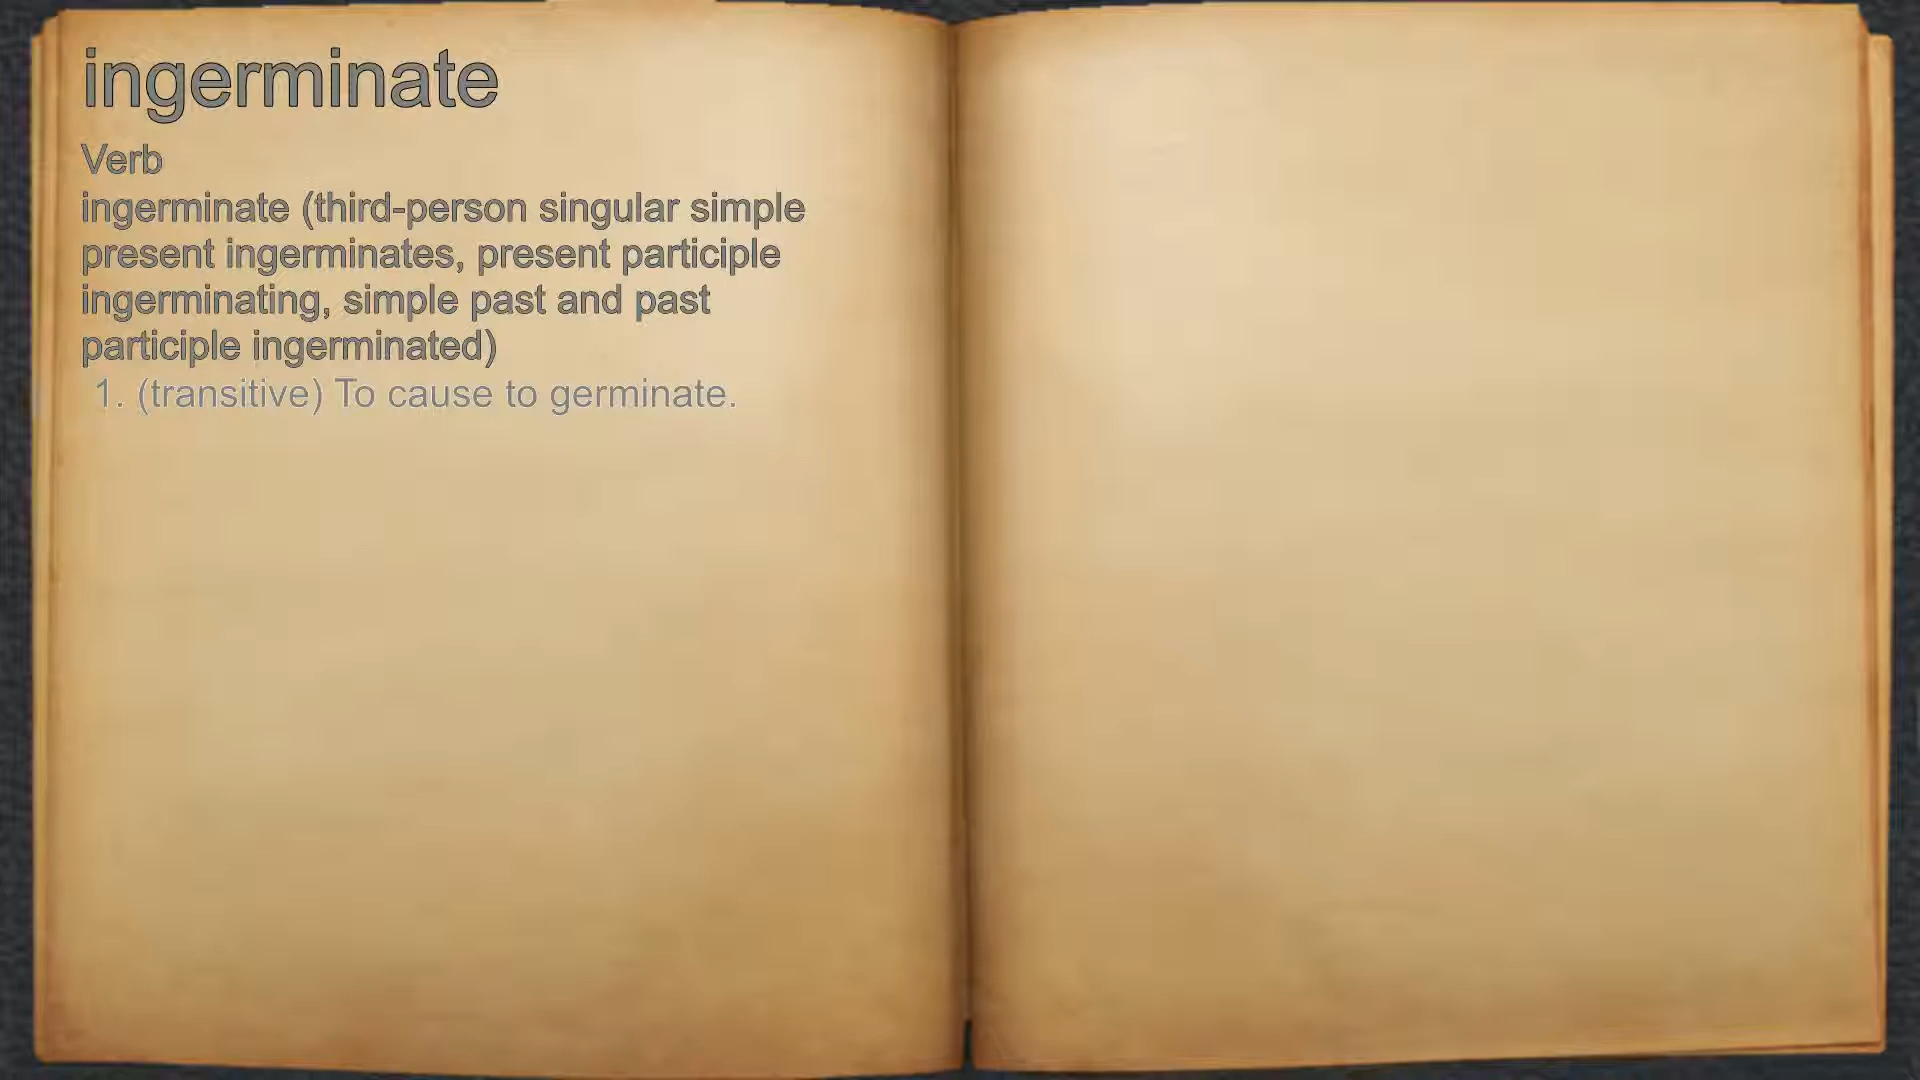 ingerminate
Verb
ingerminate (third-person singular simple
present ingerminates, present participle
ingerminating, simple past and past
participle ingerminated)
1. (transitive) To cause to germinate.